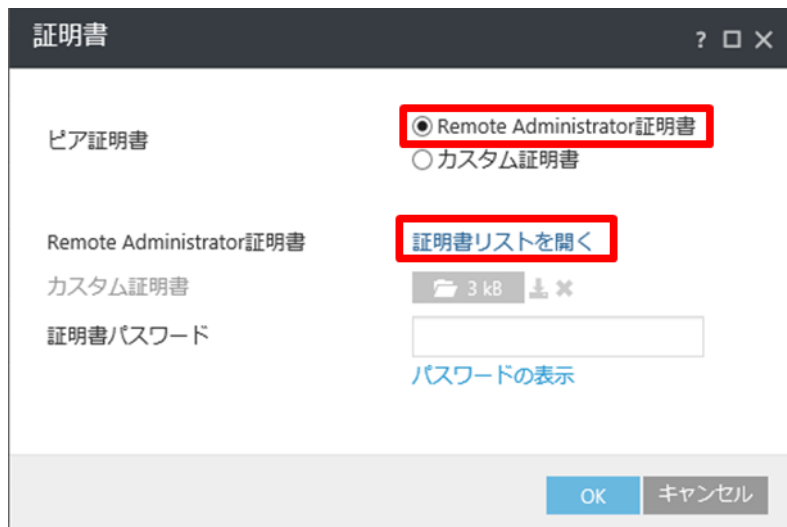 証明書
?
ピア証明書
Remote Administrator証明書
カスタム証明書
Remote Administrator証明書 証明書リストを開く
カスタム証明書 3 kB
証明書パスワード
パスワードの表示
OK キャンセル